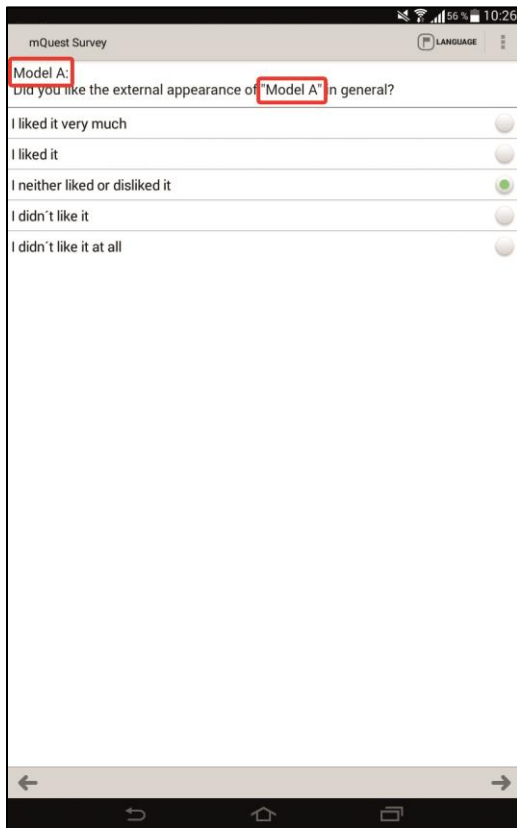 56 % 10:26
mQuest Survey
LANGUAGE
Model A:
Did you like the external appearance of "Model A" in general?
I liked it very much
I liked it
I neither liked or disliked it
I didn´t like it
I didn´t like it at all